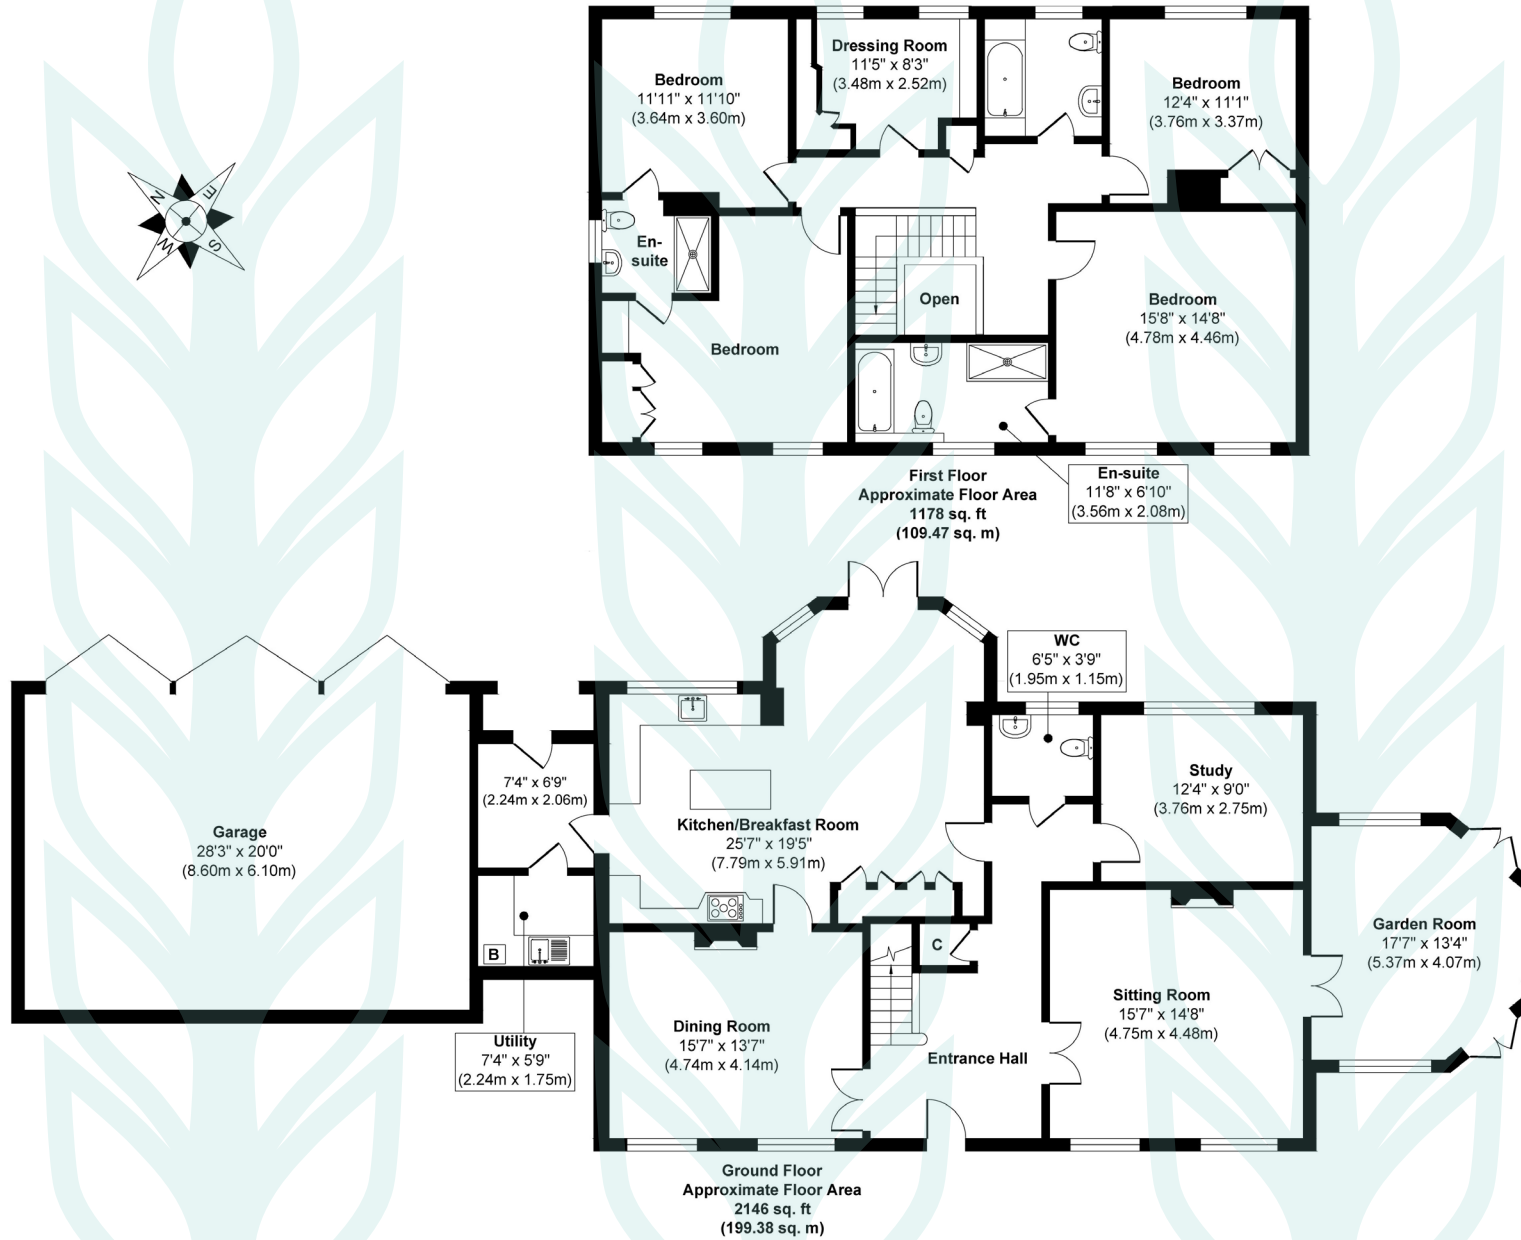 Dressing Room
11'5" x 8'3"
(3.48m x 2.52m)
Bedroom
11'11" x 11'10"
(3.64m x 3.60m)
Bedroom
12'4" x 11'1"
(3.76m x 3.37m)
N
E
S
W
En-
suite
Open
Bedroom
15'8" x 14'8"
(4.78m x 4.46m)
Bedroom
First Floor
Approximate Floor Area
1178 sq. ft
(109.47 sq. m)
En-suite
11'8" x 6'10"
(3.56m x 2.08m)
WC
6'5" x 3'9"
(1.95m x 1.15m)
7'4" x 6'9"
(2.24m x 2.06m)
Study
12'4" x 9'0"
(3.76m x 2.75m)
Garage
28'3" x 20'0"
(8.60m x 6.10m)
Kitchen/Breakfast Room
25'7" x 19'5"
(7.79m x 5.91m)
Garden Room
17'7" x 13'4"
(5.37m x 4.07m)
B
C
Sitting Room
15'7" x 14'8"
(4.75m x 4.48m)
Dining Room
15'7" x 13'7"
(4.74m x 4.14m)
Utility
7'4" x 5'9"
(2.24m x 1.75m)
Entrance Hall
Ground Floor
Approximate Floor Area
2146 sq. ft
(199.38 sq. m)